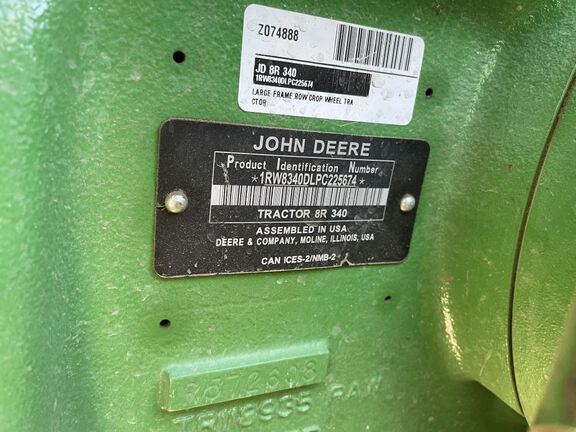 Z074888
JD 8R 340
1RW8340DLPC225674
LARGE FRAME ROW CROP WHEEL TRA
CTOR
JOHN DEERE
Product Identification Number
*1RW8340DLPC225674*
TRACTOR 8R 340
ASSEMBLED IN USA
DEERE & COMPANY, MOLINE, ILLINOIS, USA
CAN ICES-2/NMB-2